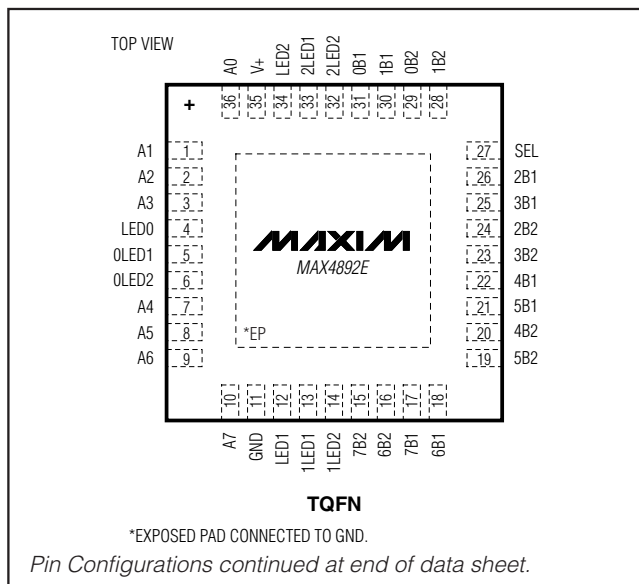 TOP VIEW
A0 V+ LED2 2LED1 2LED2 0B1 1B1 0B2 1B2
+ 36 35 34 33 32 31 30 29 28
A1 1 27 SEL
A2 2 26 2B1
A3 3 25 3B1
LED0 4 24 2B2
0LED1 5 23 3B2
0LED2 6 22 4B1
A4 7 21 5B1
A5 8 20 4B2
A6 9 19 5B2
MAXIM
MAX4892E
*EP
10 11 12 13 14 15 16 17 18
A7 GND LED1 1LED1 1LED2 7B2 6B2 7B1 6B1
TQFN
*EXPOSED PAD CONNECTED TO GND.
Pin Configurations continued at end of data sheet.